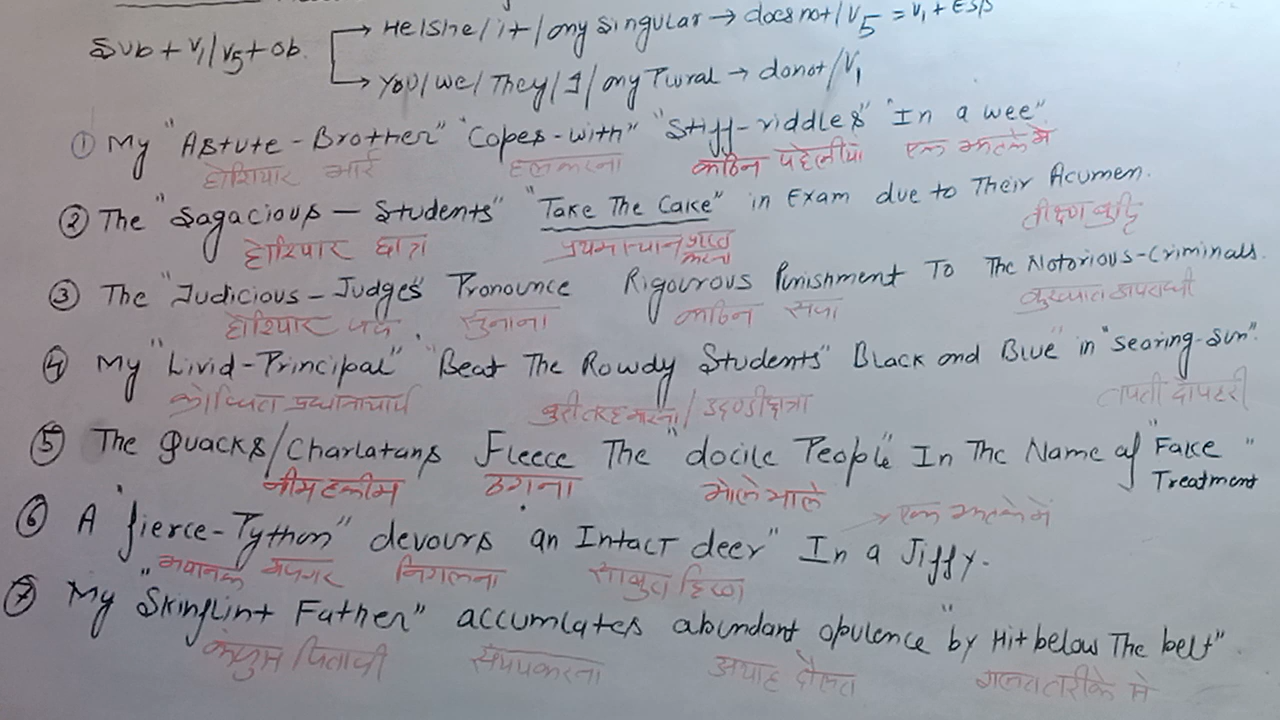 He/She/it/any Singular → does not/V5 = V1 + ES/S
Sub + V1/V5 + Ob.
You/We/They/I/any Plural → donot/V1
① My "Astute-Brother" "Copes-with" "Stiff-riddles" "In a wee".
होशियार भाई हल करना कठिन पहेलीयां एक झटके में
② The "Sagacious - Students" "Take The Cake" in Exam due to Their Acumen.
होशियार छात्र प्रथम स्थान प्राप्त करना तीक्ष्ण बुद्धि
③ The "Judicious-Judges" Pronounce Rigourous Punishment To The Notorious-Criminals.
होशियार जज सुनाना कठिन सजा कुख्यात अपराधी
④ My "Livid-Principal" "Beat The Rowdy Students" Black and Blue" in "Searing-Sun".
क्रोधित प्रधानाचार्य बुरी तरह मारना/उदण्डी छात्रा तपती दोपहरी
⑤ The Quacks/Charlatans Fleece The "docile People" In The Name of "Fake "
Treatment
नीम हकीम ठगना भोले भाले
→ एक झटके में
⑥ A "fierce-Python" devours an Intact deer" In a Jiffy.
भयानक अजगर निगलना साबुत हिरण
⑦ My "Skinflint Father" accumlates abundant opulence "by Hit below The belt"
कंजूस पिताजी संचय करना अथाह दौलत गलत तरीके से